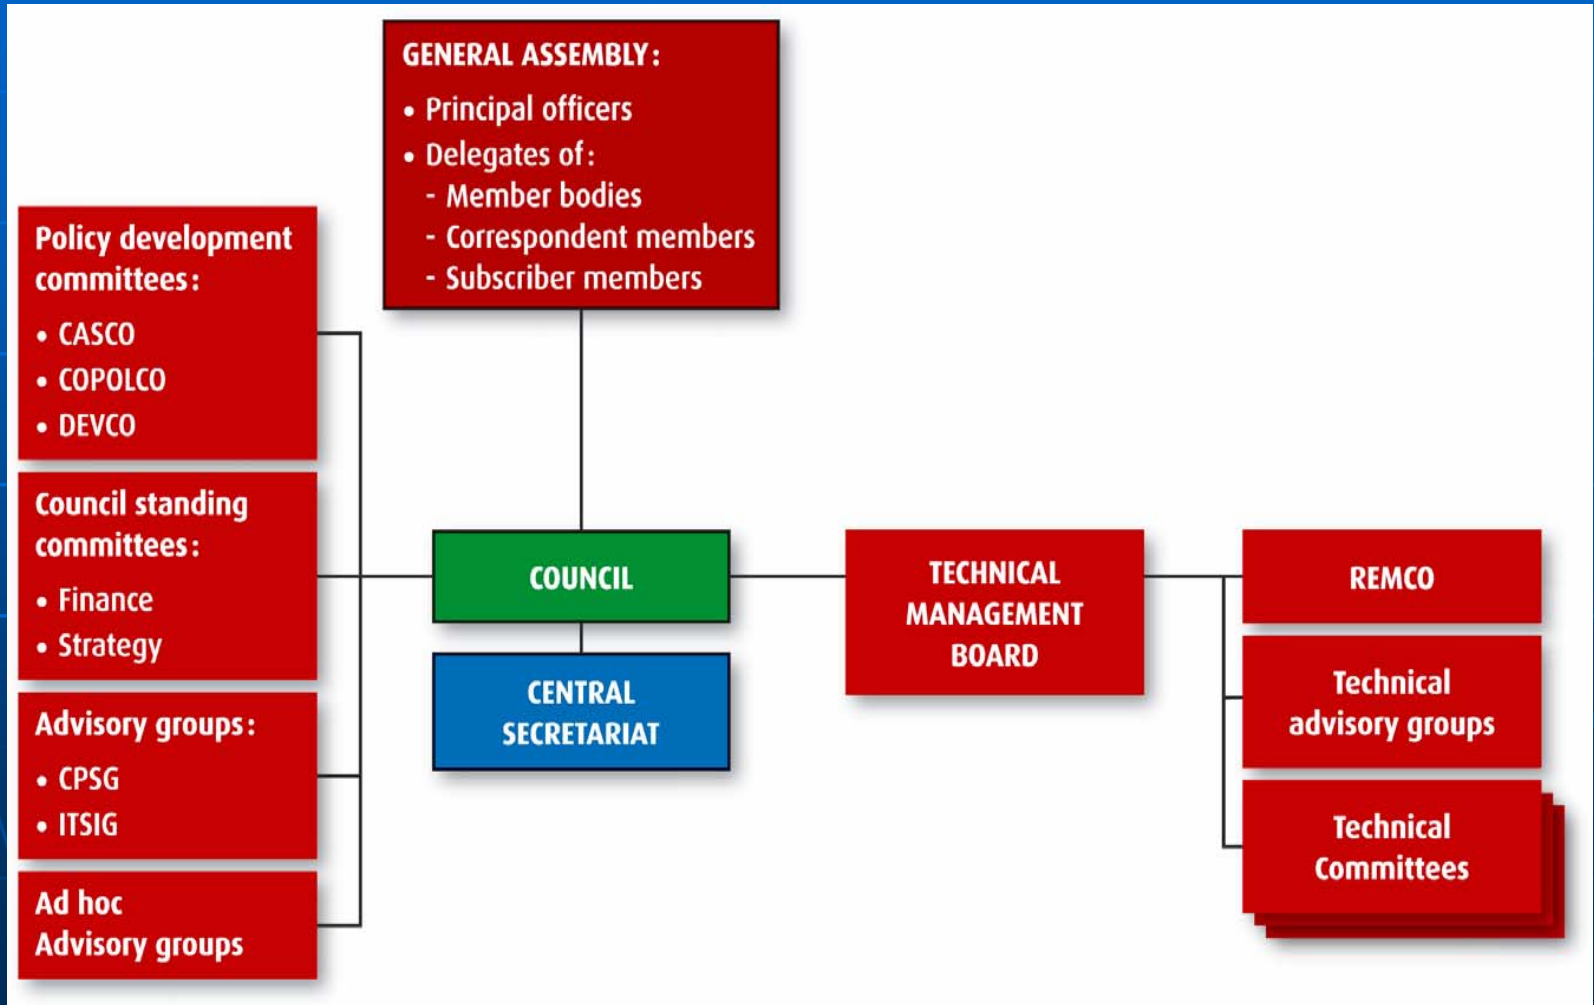 GENERAL ASSEMBLY:
• Principal officers
• Delegates of:
- Member bodies
- Correspondent members
- Subscriber members
Policy development
committees:
• CASCO
• COPOLCO
• DEVCO
Council standing
committees:
• Finance
• Strategy
Advisory groups:
• CPSG
• ITSIG
Ad hoc
Advisory groups
COUNCIL
CENTRAL
SECRETARIAT
TECHNICAL
MANAGEMENT
BOARD
REMCO
Technical
advisory groups
Technical
Committees